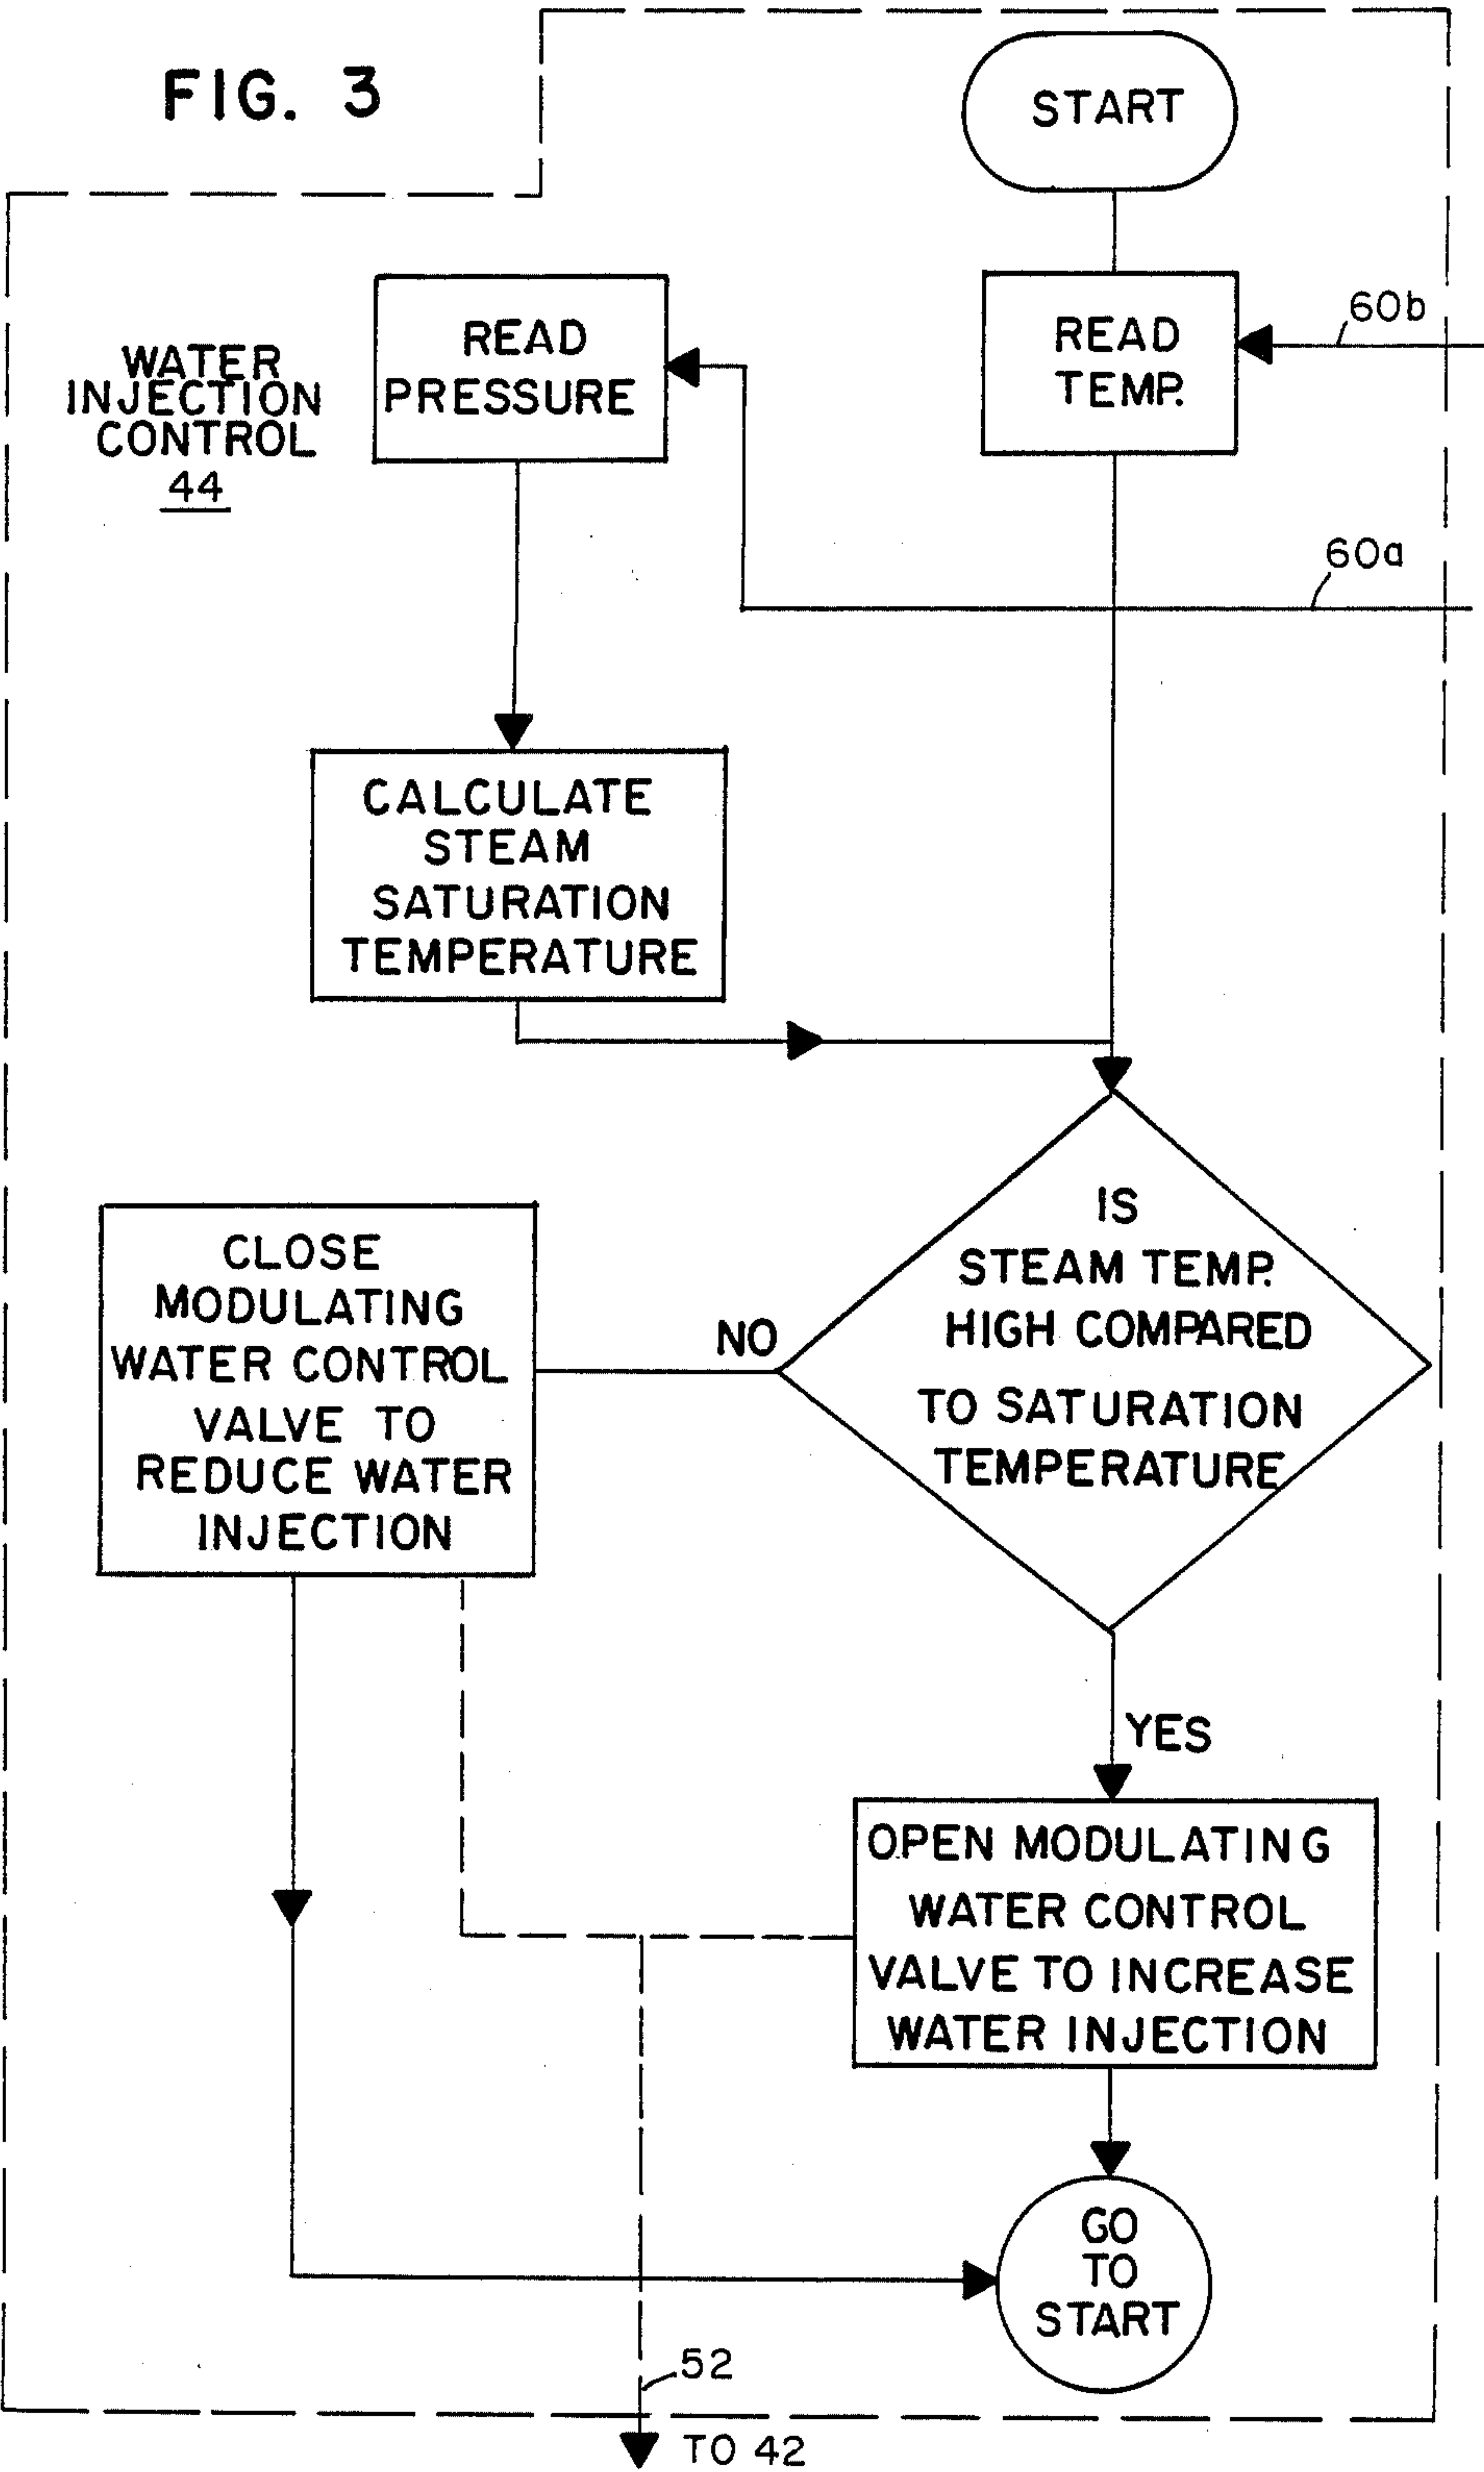 FIG. 3
START
READ
TEMP.
60b
READ
PRESSURE
WATER
INJECTION
CONTROL
44
60a
CALCULATE
STEAM
SATURATION
TEMPERATURE
IS
STEAM TEMP.
HIGH COMPARED
TO SATURATION
TEMPERATURE
NO
CLOSE
MODULATING
WATER CONTROL
VALVE TO
REDUCE WATER
INJECTION
YES
OPEN MODULATING
WATER CONTROL
VALVE TO INCREASE
WATER INJECTION
GO
TO
START
52
TO 42